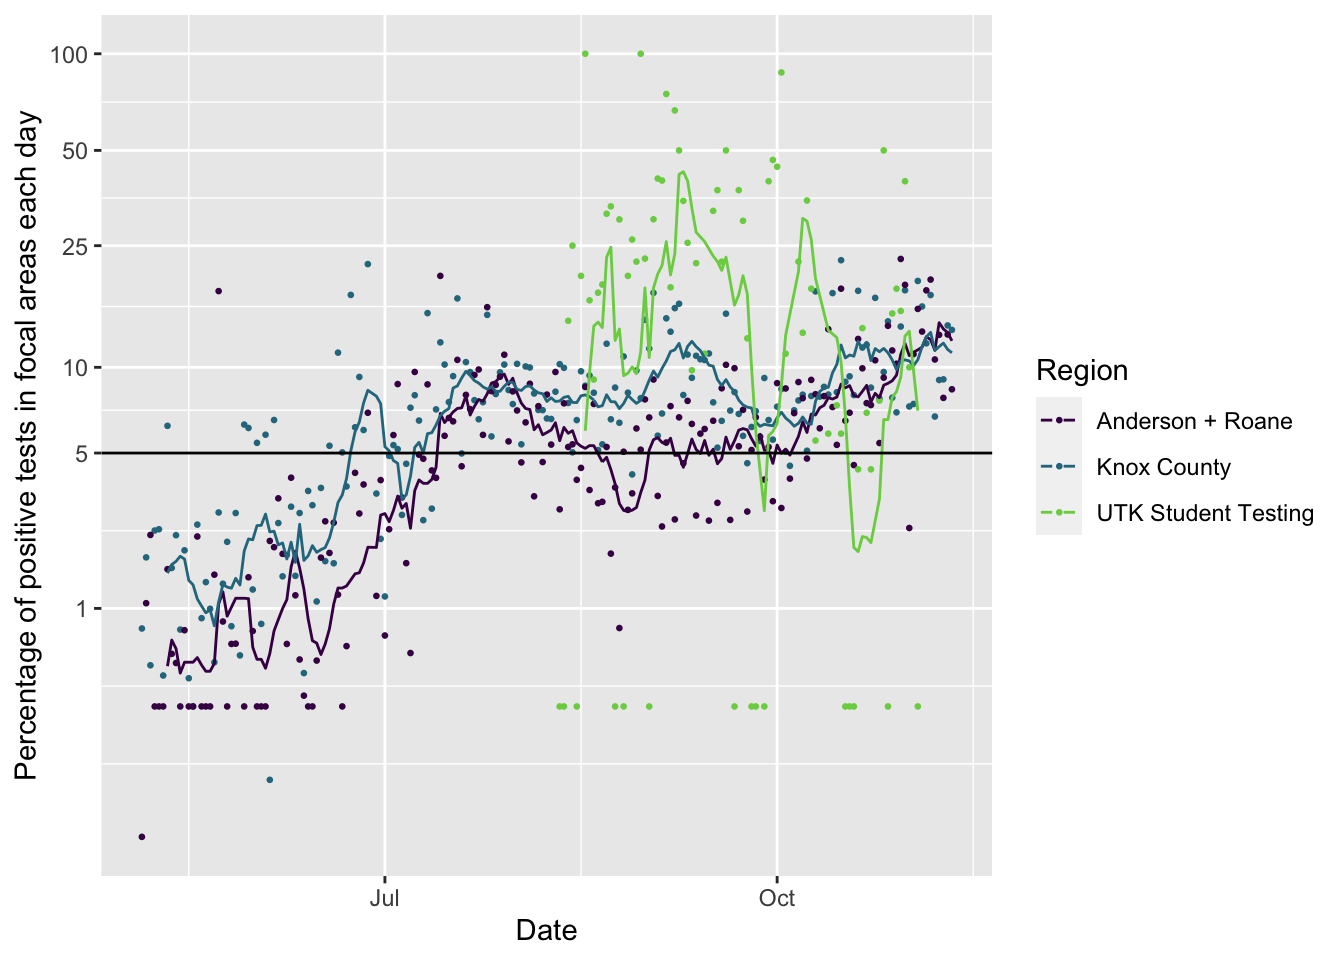 Percentage of positive tests in focal areas each day
100
50
25
10
5
1
Jul
Oct
Date
Region
Anderson + Roane
Knox County
UTK Student Testing